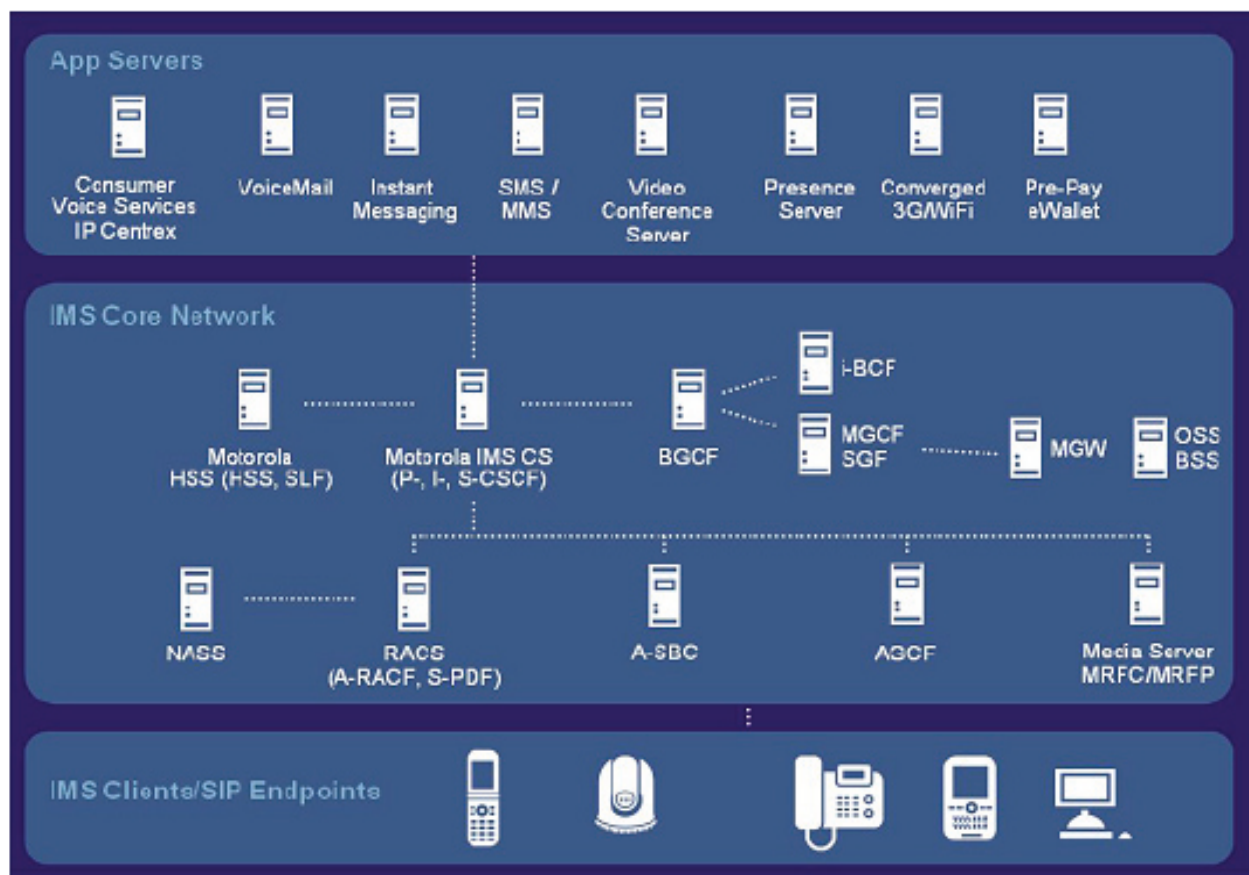 App Servers
Consumer
Voice Services
IP Centrex
VoiceMail
Instant
Messaging
SMS /
MMS
Video
Conference
Server
Presence
Server
Converged
3G/WiFi
Pre-Pay
eWallet
IMS Core Network
Motorola
HSS (HSS, SLF)
Motorola IMS CS
(P-, I-, S-CSCF)
BGCF
i-BCF
MGCF
SGF
MGW
OSS
BSS
NASS
RACS
(A-RACF, S-PDF)
A-SBC
AGCF
Media Server
MRFC/MRFP
IMS Clients/SIP Endpoints